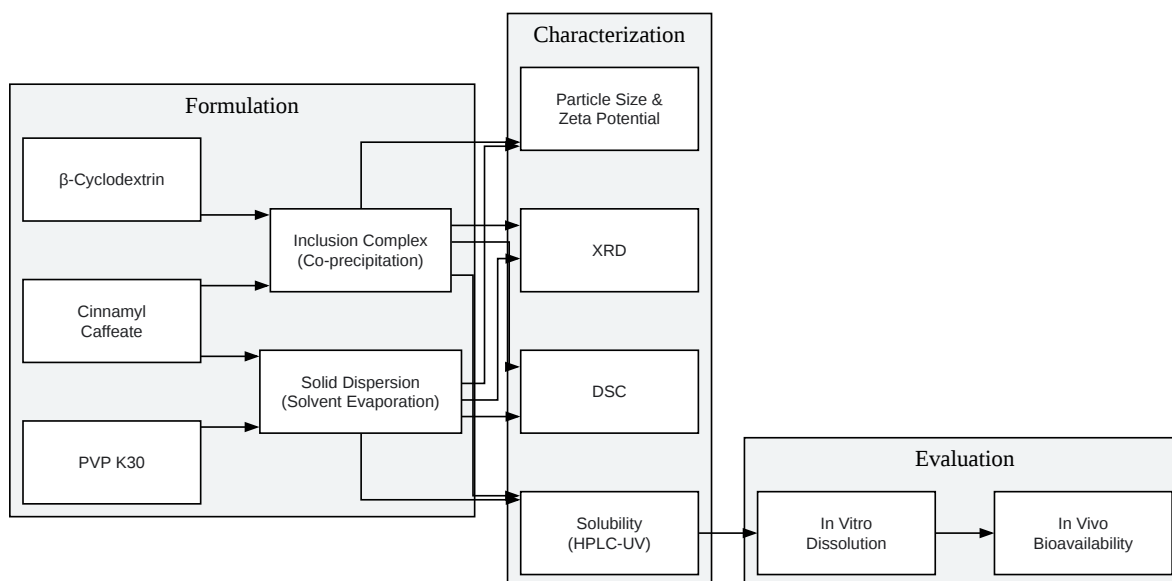 Formulation
β-Cyclodextrin
Cinnamyl
Caffeate
PVP K30
Inclusion Complex
(Co-precipitation)
Solid Dispersion
(Solvent Evaporation)
Characterization
Particle Size &
Zeta Potential
XRD
DSC
Solubility
(HPLC-UV)
Evaluation
In Vitro
Dissolution
In Vivo
Bioavailability